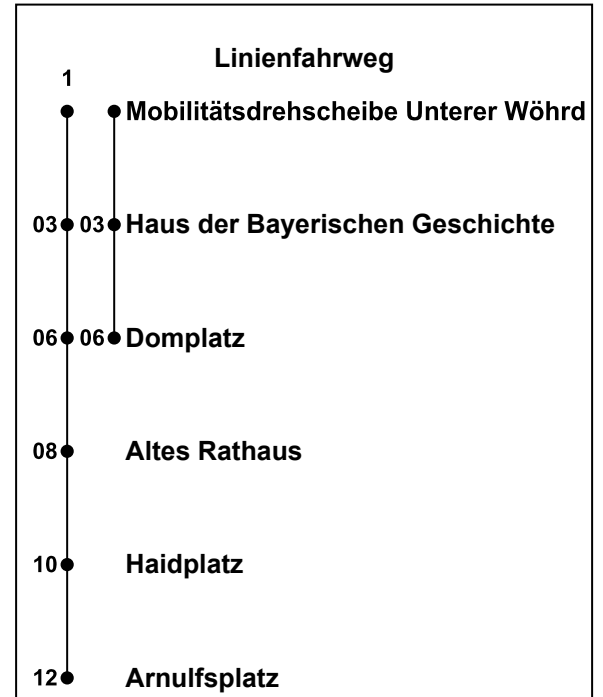 Linienfahrweg
1
Mobilitätsdrehscheibe Unterer Wöhrd
03 03 Haus der Bayerischen Geschichte
06 06 Domplatz
08 Altes Rathaus
10 Haidplatz
12 Arnulfsplatz